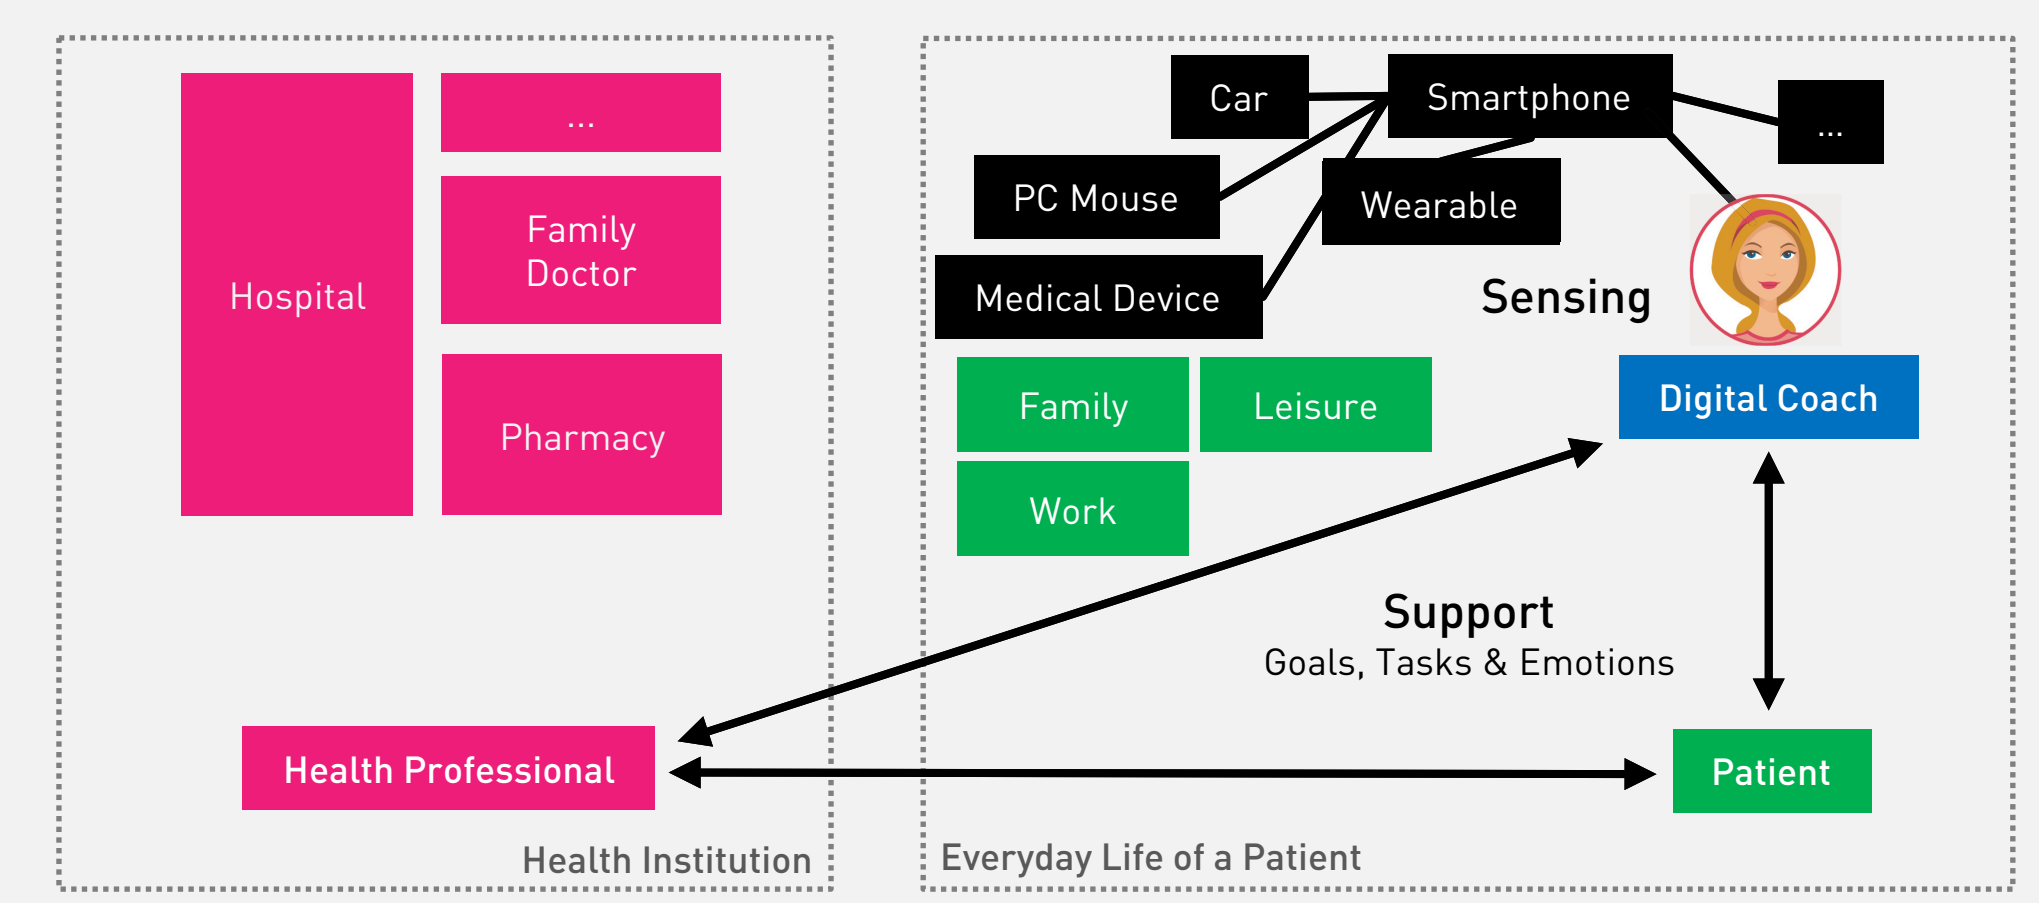 Hospital
...
Family
Doctor
Pharmacy
Health Professional
Health Institution
Car
Smartphone
...
PC Mouse
Wearable
Medical Device
Sensing
Family
Leisure
Digital Coach
Work
Support
Goals, Tasks & Emotions
Patient
Everyday Life of a Patient